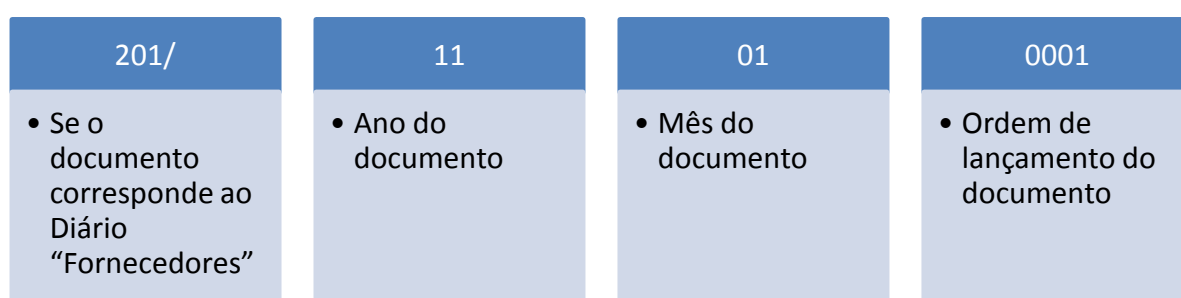 201/
• Se o
documento
corresponde ao
Diário
“Fornecedores”
11
• Ano do
documento
01
• Mês do
documento
0001
• Ordem de
lançamento do
documento